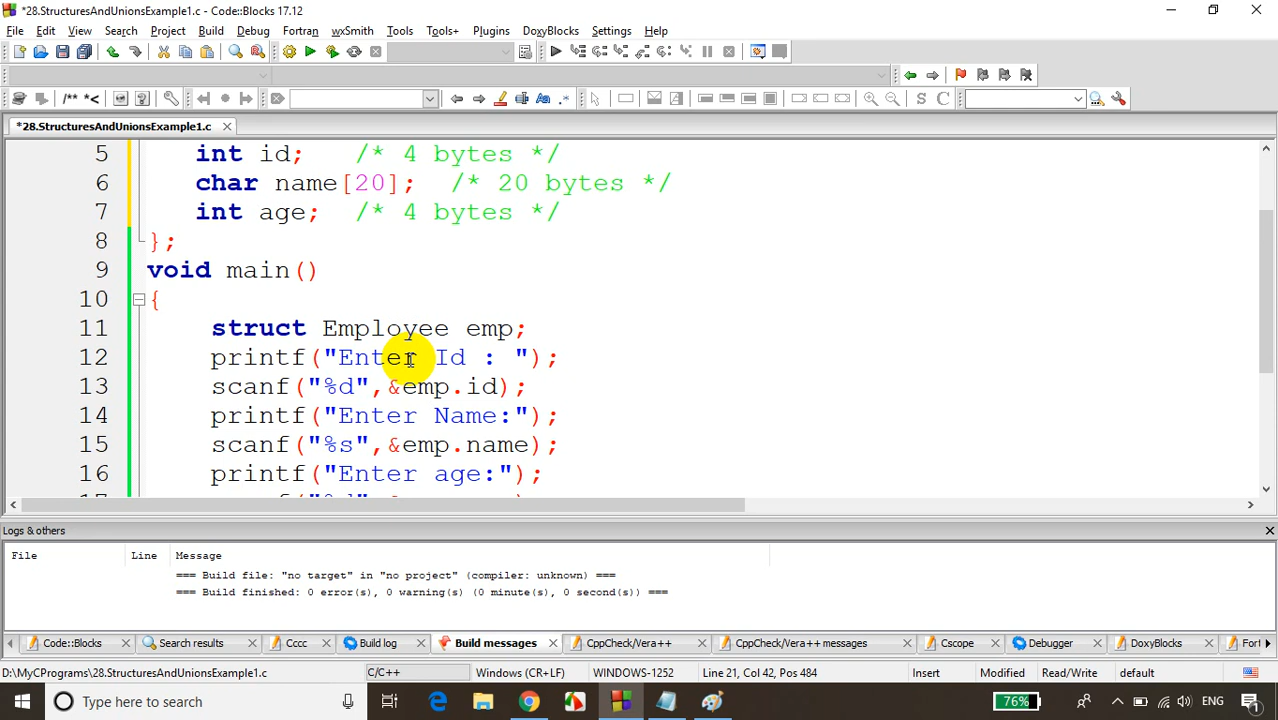 *28.StructuresAndUnionsExample1.c - Code::Blocks 17.12
File Edit View Search Project Build Debug Fortran wxSmith Tools Tools+ Plugins DoxyBlocks Settings Help
/** *<
S C
*28.StructuresAndUnionsExample1.c
5 int id; /* 4 bytes */
6 char name[20]; /* 20 bytes */
7 int age; /* 4 bytes */
8 };
9 void main()
10 {
11 struct Employee emp;
12 printf("Enter Id : ");
13 scanf("%d",&emp.id);
14 printf("Enter Name:");
15 scanf("%s",&emp.name);
16 printf("Enter age:");
17
Logs & others
File Line Message
=== Build file: "no target" in "no project" (compiler: unknown) ===
=== Build finished: 0 error(s), 0 warning(s) (0 minute(s), 0 second(s)) ===
Code::Blocks Search results Cccc Build log Build messages CppCheck/Vera++ CppCheck/Vera++ messages Cscope Debugger DoxyBlocks For
D:\MyCPrograms\28.StructuresAndUnionsExample1.c C/C++ Windows (CR+LF) WINDOWS-1252 Line 21, Col 42, Pos 484 Insert Modified Read/Write default
Type here to search 76% ENG 1